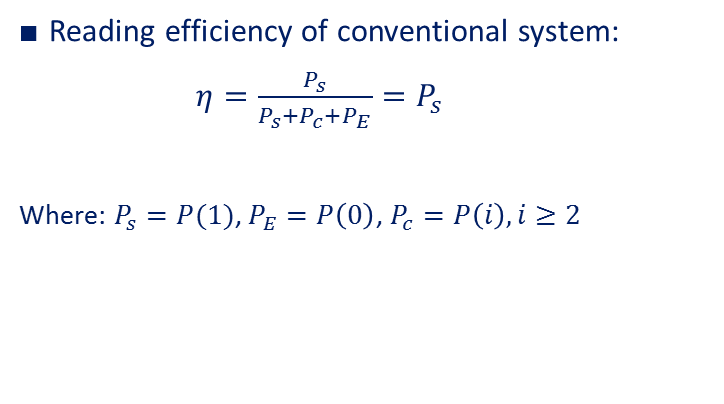 ■ Reading efficiency of conventional system:
η = P_s / (P_s+P_c+P_E) = P_s
Where: P_s = P(1), P_E = P(0), P_c = P(i), i ≥ 2